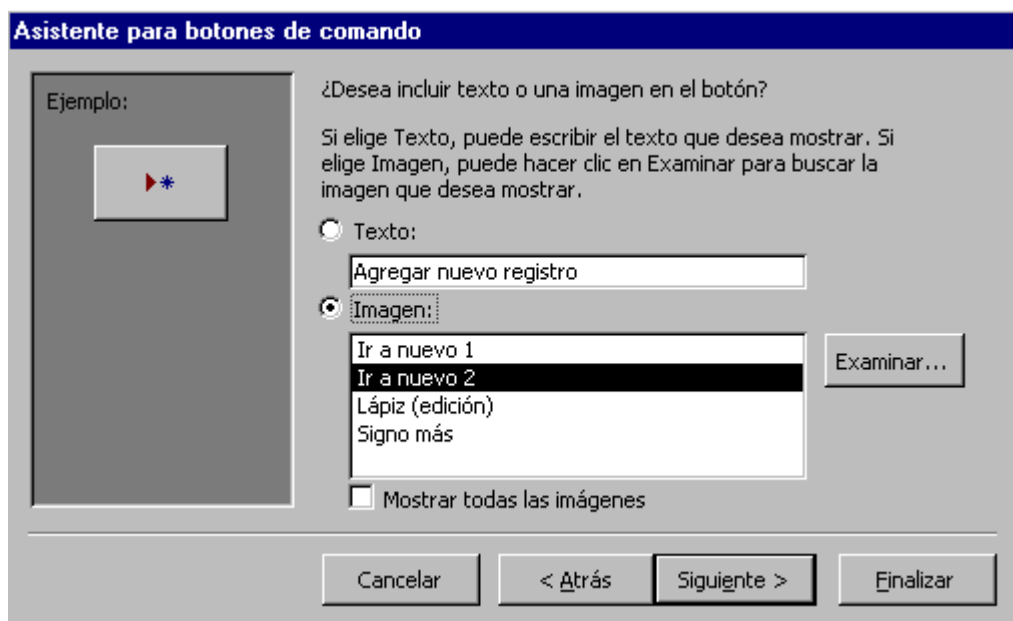 Asistente para botones de comando
Ejemplo:
¿Desea incluir texto o una imagen en el botón?
Si elige Texto, puede escribir el texto que desea mostrar. Si
elige Imagen, puede hacer clic en Examinar para buscar la
imagen que desea mostrar.
Texto:
Agregar nuevo registro
Imagen:
Ir a nuevo 1
Ir a nuevo 2
Lápiz (edición)
Signo más
Examinar...
Mostrar todas las imágenes
Cancelar
< Atrás
Siguiente >
Finalizar